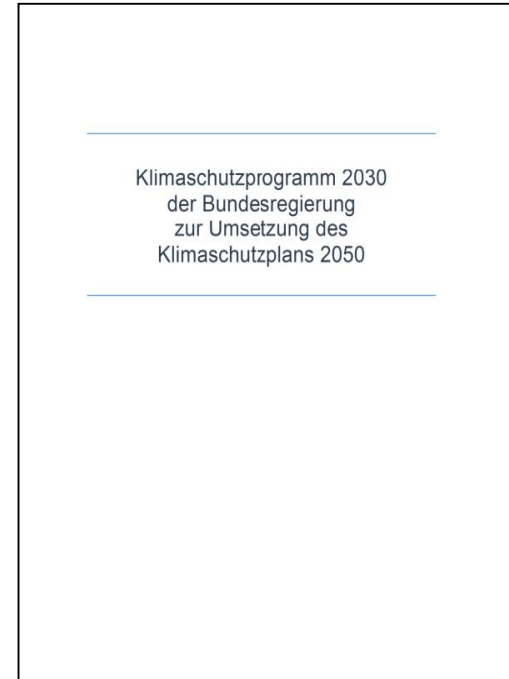 Klimaschutzprogramm 2030
der Bundesregierung
zur Umsetzung des
Klimaschutzplans 2050